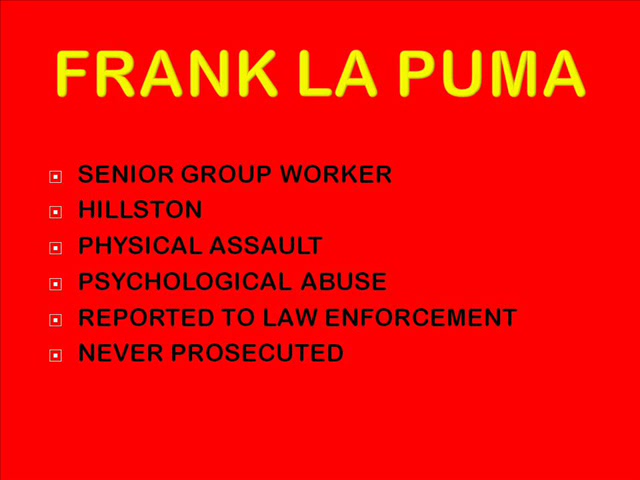 FRANK LA PUMA
SENIOR GROUP WORKER
HILLSTON
PHYSICAL ASSAULT
PSYCHOLOGICAL ABUSE
REPORTED TO LAW ENFORCEMENT
NEVER PROSECUTED